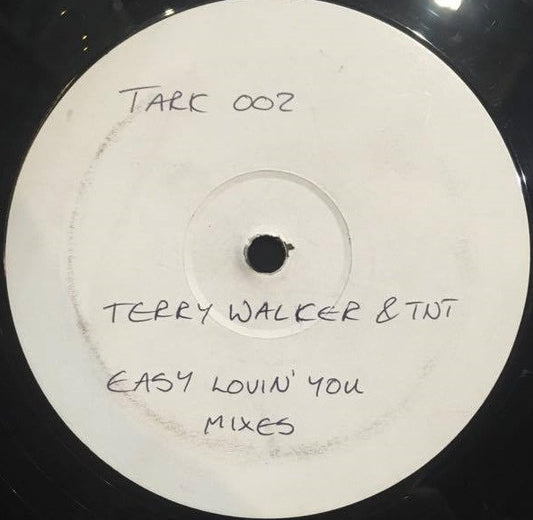 TARK 002
TERRY WALKER & TNT
EASY LOVIN' YOU
MIXES